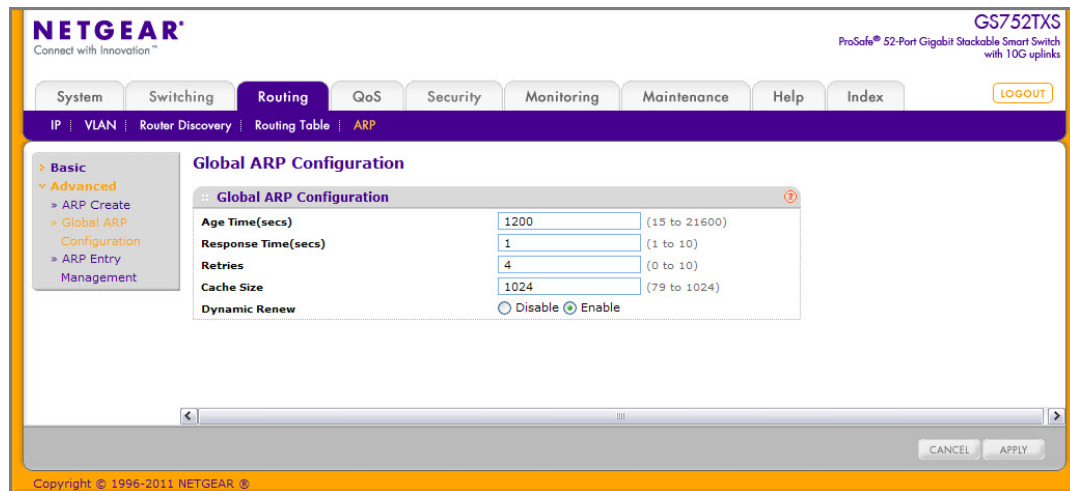 NETGEAR®
Connect with Innovation™
GS752TXS
ProSafe® 52-Port Gigabit Stackable Smart Switch
with 10G uplinks
System Switching Routing QoS Security Monitoring Maintenance Help Index LOGOUT
IP VLAN Router Discovery Routing Table ARP
Basic
Advanced
» ARP Create
» Global ARP
Configuration
» ARP Entry
Management
Global ARP Configuration
Global ARP Configuration ?
Age Time(secs) 1200 (15 to 21600)
Response Time(secs) 1 (1 to 10)
Retries 4 (0 to 10)
Cache Size 1024 (79 to 1024)
Dynamic Renew Disable Enable
CANCEL APPLY
Copyright © 1996-2011 NETGEAR ®